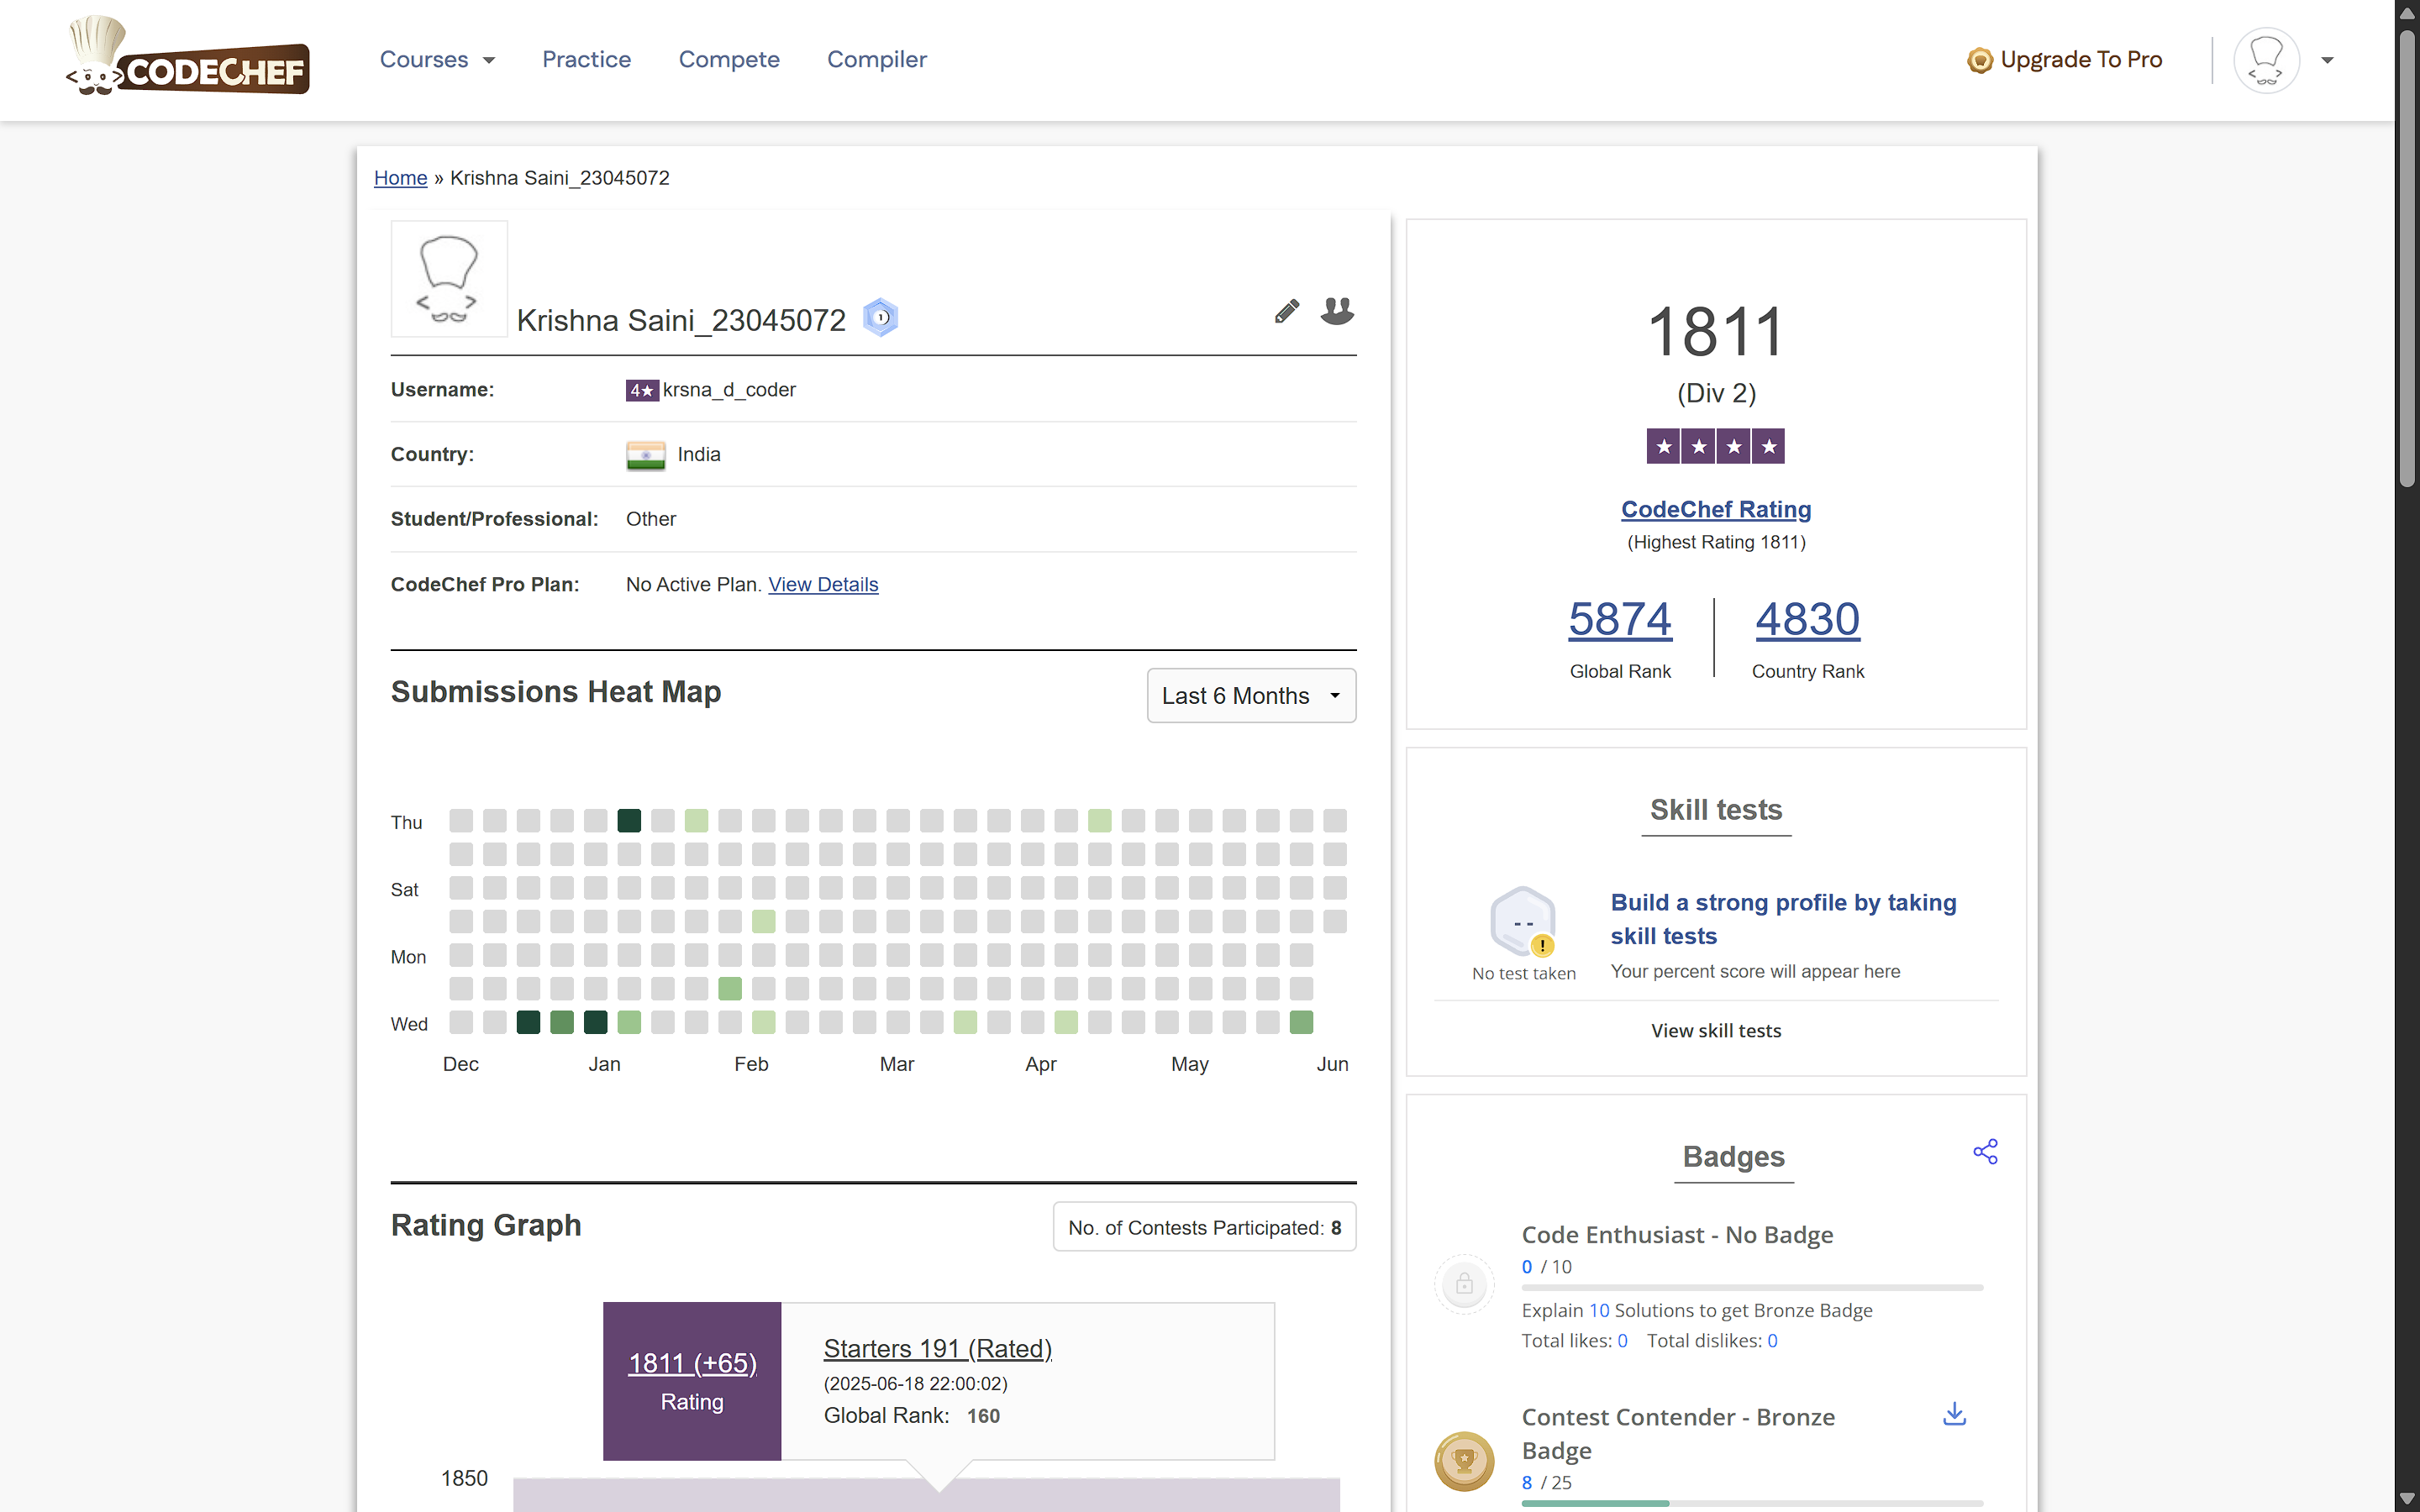 CODECHEF
Courses
Practice
Compete
Compiler
Upgrade To Pro
Home » Krishna Saini_23045072
Krishna Saini_23045072
1
Username: 4★ krsna_d_coder
Country: India
Student/Professional: Other
CodeChef Pro Plan: No Active Plan. View Details
Submissions Heat Map
Last 6 Months
Thu
Sat
Mon
Wed
Dec Jan Feb Mar Apr May Jun
Rating Graph
No. of Contests Participated: 8
1811 (+65)
Rating
Starters 191 (Rated)
(2025-06-18 22:00:02)
Global Rank: 160
1850
1811
(Div 2)
★★★★
CodeChef Rating
(Highest Rating 1811)
5874
Global Rank
4830
Country Rank
Skill tests
No test taken
Build a strong profile by taking
skill tests
Your percent score will appear here
View skill tests
Badges
Code Enthusiast - No Badge
0 / 10
Explain 10 Solutions to get Bronze Badge
Total likes: 0 Total dislikes: 0
Contest Contender - Bronze
Badge
8 / 25